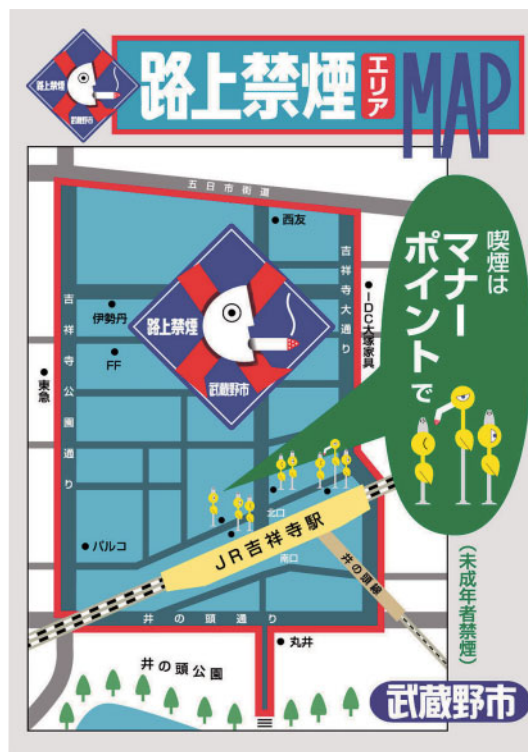 路上禁煙
武蔵野市
路上禁煙エリアMAP
五日市街道
西友
吉祥寺大通り
IDC大塚家具
伊勢丹
FF
吉祥寺公園通り
東急
路上禁煙
武蔵野市
喫煙は
マナー
ポイントで
(未成年者禁煙)
北口
JR吉祥寺駅
南口
井の頭線
パルコ
井の頭通り
丸井
井の頭公園
武蔵野市